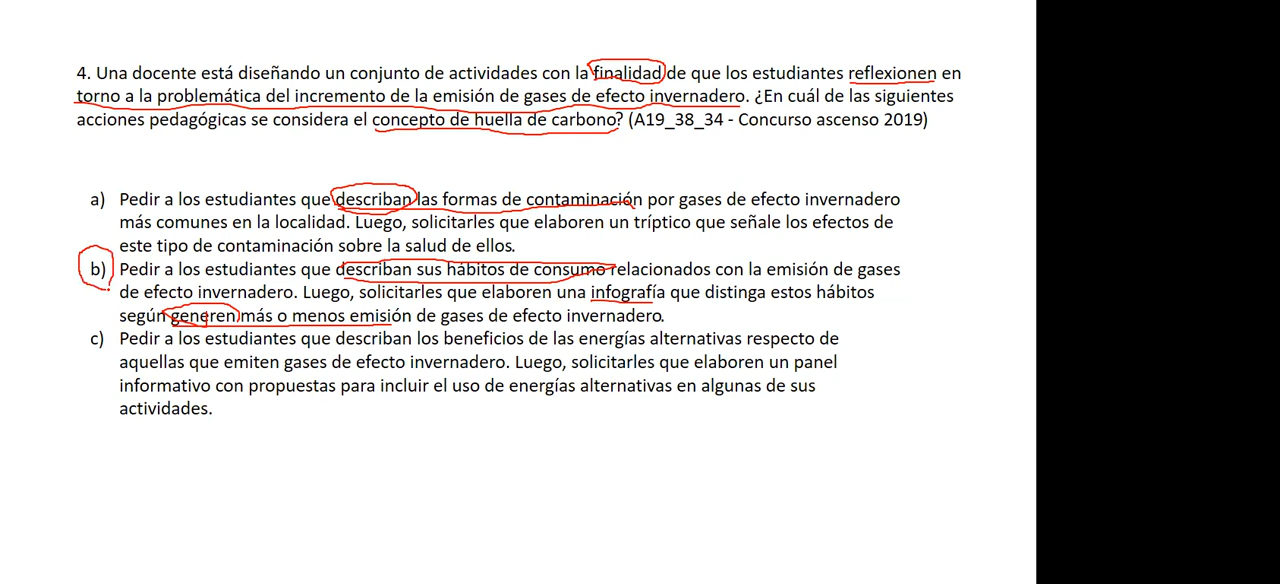 4. Una docente está diseñando un conjunto de actividades con la finalidad de que los estudiantes reflexionen en
torno a la problemática del incremento de la emisión de gases de efecto invernadero. ¿En cuál de las siguientes
acciones pedagógicas se considera el concepto de huella de carbono? (A19_38_34 - Concurso ascenso 2019)
a) Pedir a los estudiantes que describan las formas de contaminación por gases de efecto invernadero
más comunes en la localidad. Luego, solicitarles que elaboren un tríptico que señale los efectos de
este tipo de contaminación sobre la salud de ellos.
b) Pedir a los estudiantes que describan sus hábitos de consumo relacionados con la emisión de gases
de efecto invernadero. Luego, solicitarles que elaboren una infografía que distinga estos hábitos
según generen más o menos emisión de gases de efecto invernadero.
c) Pedir a los estudiantes que describan los beneficios de las energías alternativas respecto de
aquellas que emiten gases de efecto invernadero. Luego, solicitarles que elaboren un panel
informativo con propuestas para incluir el uso de energías alternativas en algunas de sus
actividades.